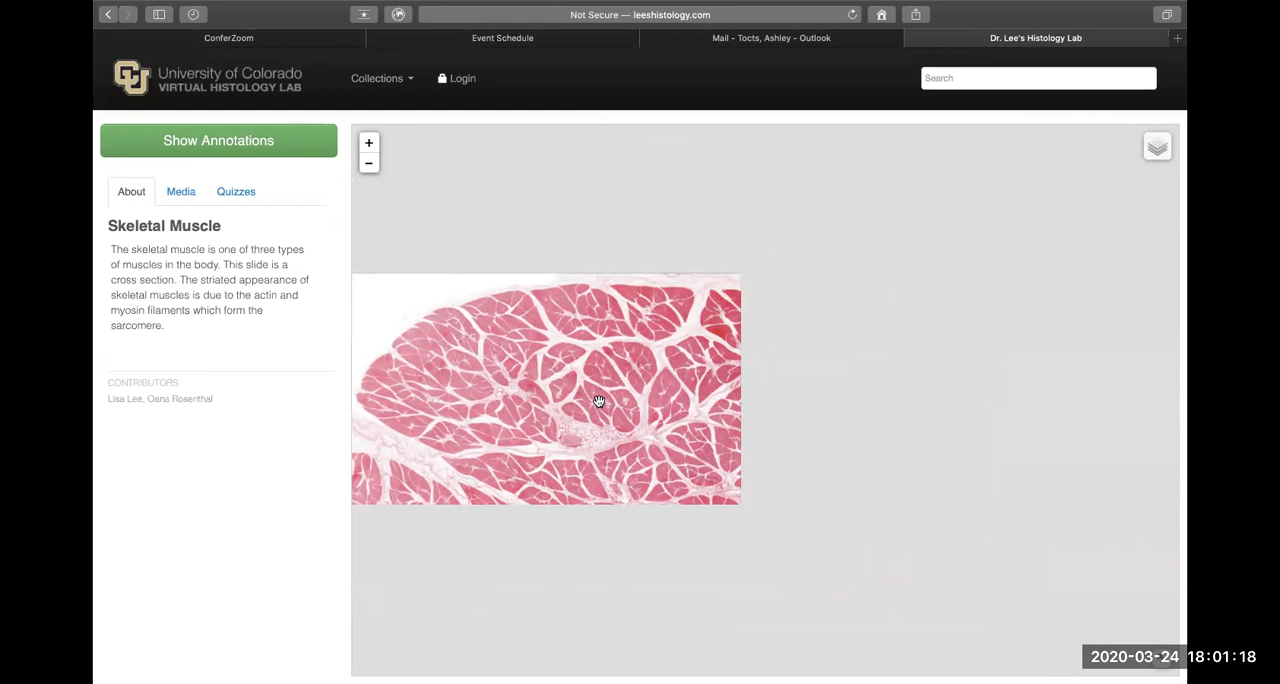 Not Secure — leeshistology.com
ConferZoom
Event Schedule
Mail - Tocts, Ashley - Outlook
Dr. Lee's Histology Lab
+
CU
University of Colorado
VIRTUAL HISTOLOGY LAB
Collections
Login
Search
Show Annotations
+
−
About
Media
Quizzes
Skeletal Muscle
The skeletal muscle is one of three types
of muscles in the body. This slide is a
cross section. The striated appearance of
skeletal muscles is due to the actin and
myosin filaments which form the
sarcomere.
CONTRIBUTORS
Lisa Lee, Oana Rosenthal
2020-03-24 18:01:18